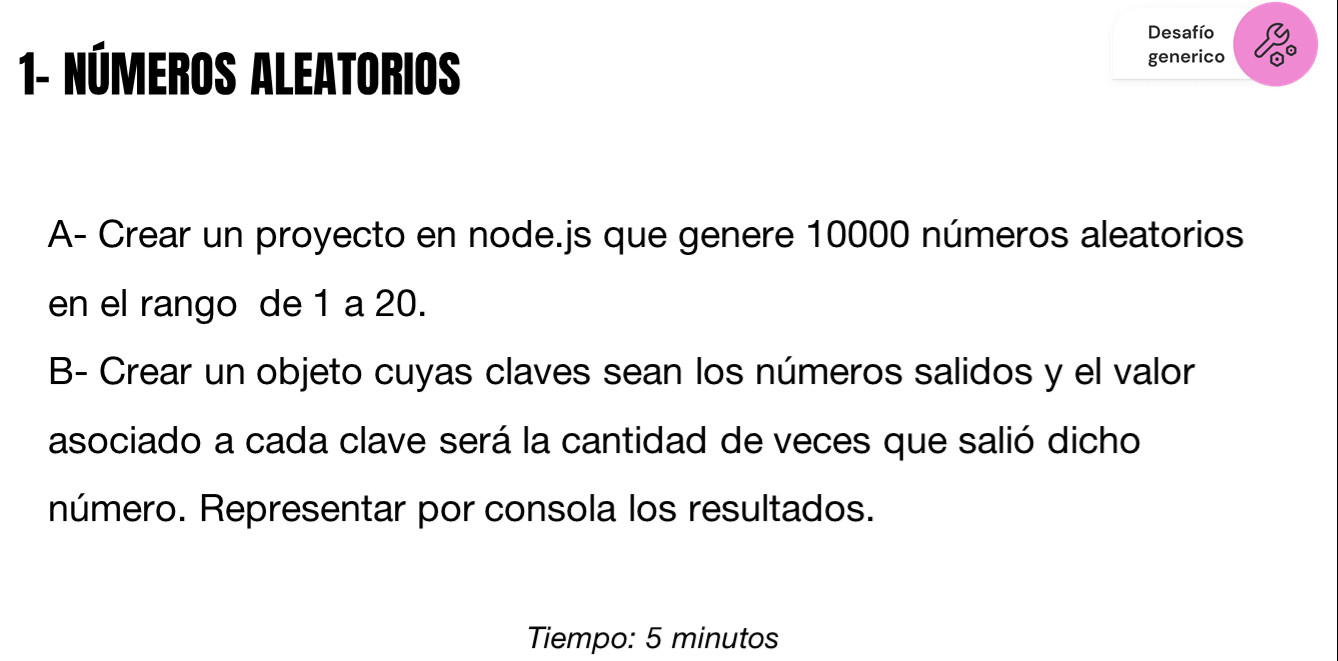 Desafío
generico
1- NÚMEROS ALEATORIOS
A- Crear un proyecto en node.js que genere 10000 números aleatorios
en el rango  de 1 a 20.
B- Crear un objeto cuyas claves sean los números salidos y el valor
asociado a cada clave será la cantidad de veces que salió dicho
número. Representar por consola los resultados.
Tiempo: 5 minutos